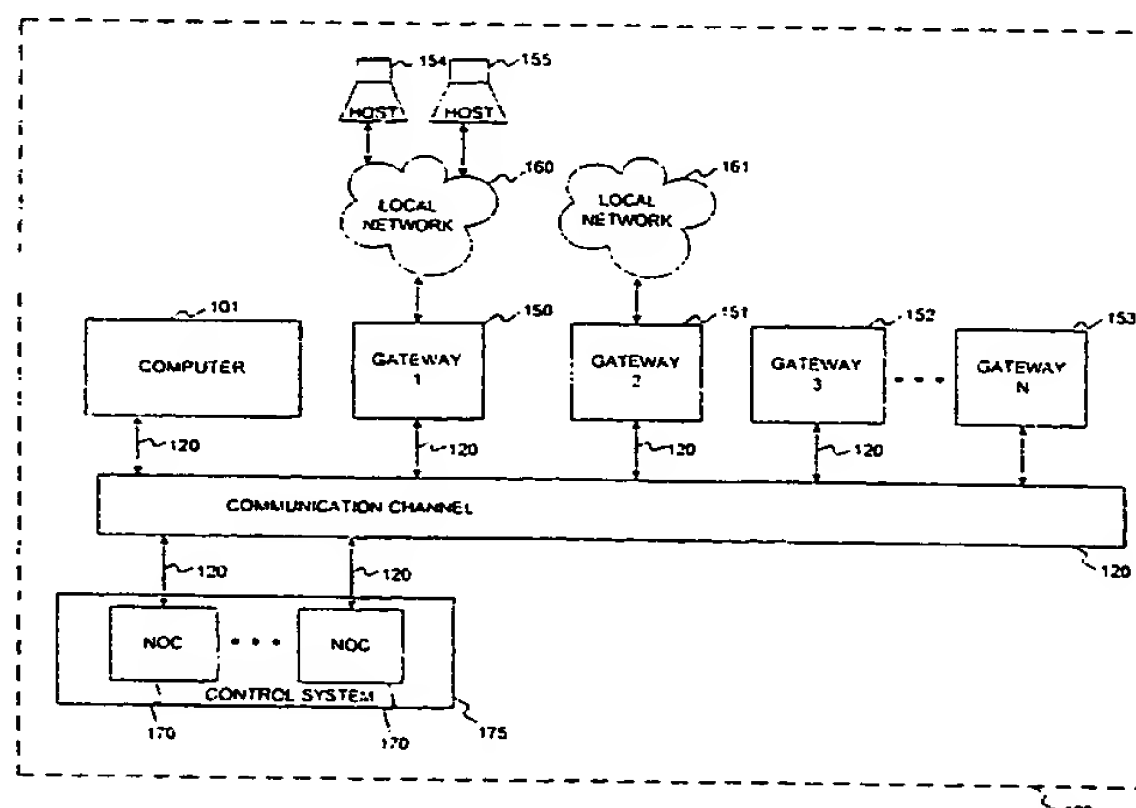 154
155
HOST
HOST
160
161
LOCAL
NETWORK
LOCAL
NETWORK
101
150
151
152
153
COMPUTER
GATEWAY
1
GATEWAY
2
GATEWAY
3
GATEWAY
N
120
120
120
120
COMMUNICATION CHANNEL
120
120
120
NOC
NOC
CONTROL SYSTEM
170
170
175